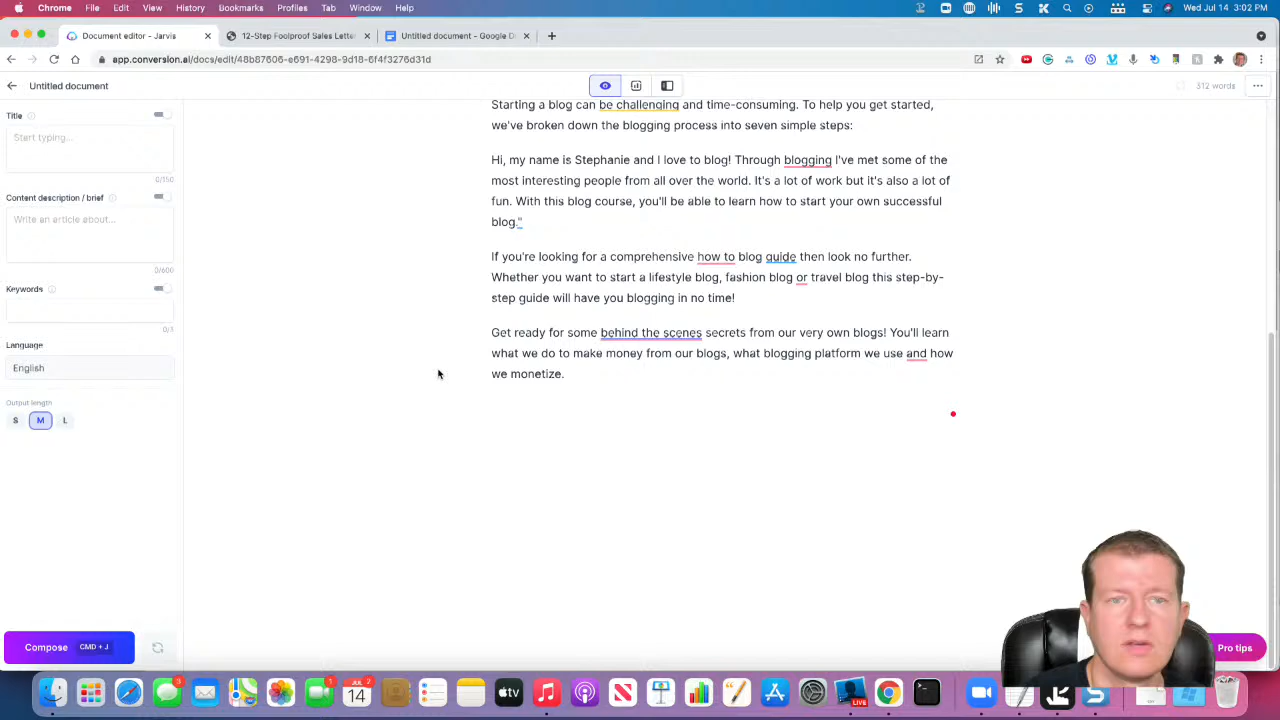 Chrome File Edit View History Bookmarks Profiles Tab Window Help Wed Jul 14 3:02 PM
Document editor - Jarvis 12-Step Foolproof Sales Lette Untitled document - Google D
app.conversion.ai/docs/edit/48b87606-e691-4298-9d18-6f4f3276d31d
Untitled document 312 words
Title
Start typing...
0/150
Content description / brief
Write an article about...
0/600
Keywords
0/1
Language
English
Output length
S M L
Compose CMD + J
Starting a blog can be challenging and time-consuming. To help you get started,
we've broken down the blogging process into seven simple steps:
Hi, my name is Stephanie and I love to blog! Through blogging I've met some of the
most interesting people from all over the world. It's a lot of work but it's also a lot of
fun. With this blog course, you'll be able to learn how to start your own successful
blog."
If you're looking for a comprehensive how to blog guide then look no further.
Whether you want to start a lifestyle blog, fashion blog or travel blog this step-by-
step guide will have you blogging in no time!
Get ready for some behind the scenes secrets from our very own blogs! You'll learn
what we do to make money from our blogs, what blogging platform we use and how
we monetize.
Pro tips
3 1 JUL 2
14 tv LIVE